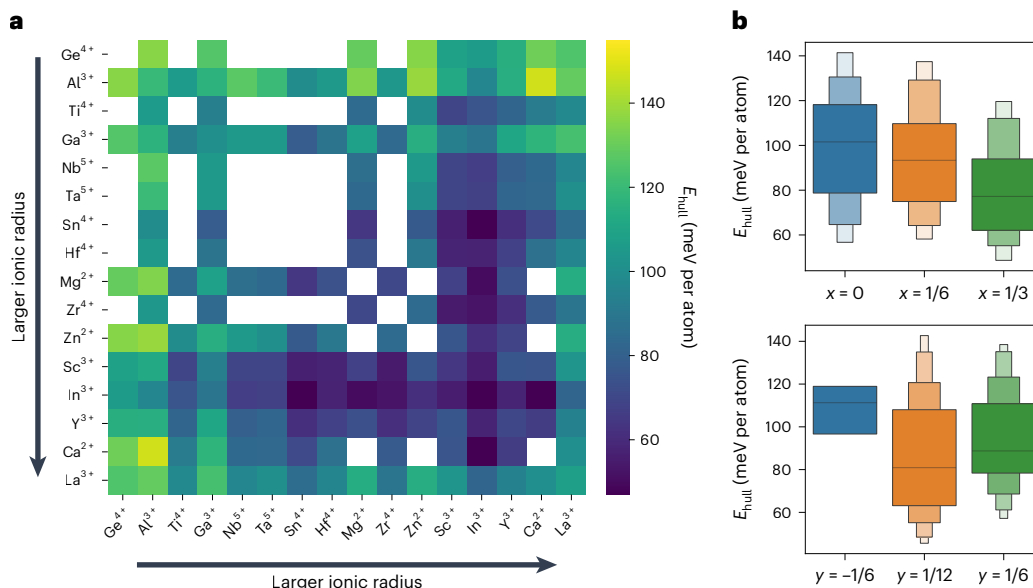 a
Ge4+
Al3+
Ti4+
Ga3+
Nb5+
Ta5+
Sn4+
Hf4+
Mg2+
Zr4+
Zn2+
Sc3+
In3+
Y3+
Ca2+
La3+
Larger ionic radius
Ge4+ Al3+ Ti4+ Ga3+ Nb5+ Ta5+ Sn4+ Hf4+ Mg2+ Zr4+ Zn2+ Sc3+ In3+ Y3+ Ca2+ La3+
Larger ionic radius
140
120
100
80
60
Ehull (meV per atom)
b
140
120
100
80
60
Ehull (meV per atom)
x = 0 x = 1/6 x = 1/3
140
120
100
80
60
Ehull (meV per atom)
y = −1/6 y = 1/12 y = 1/6